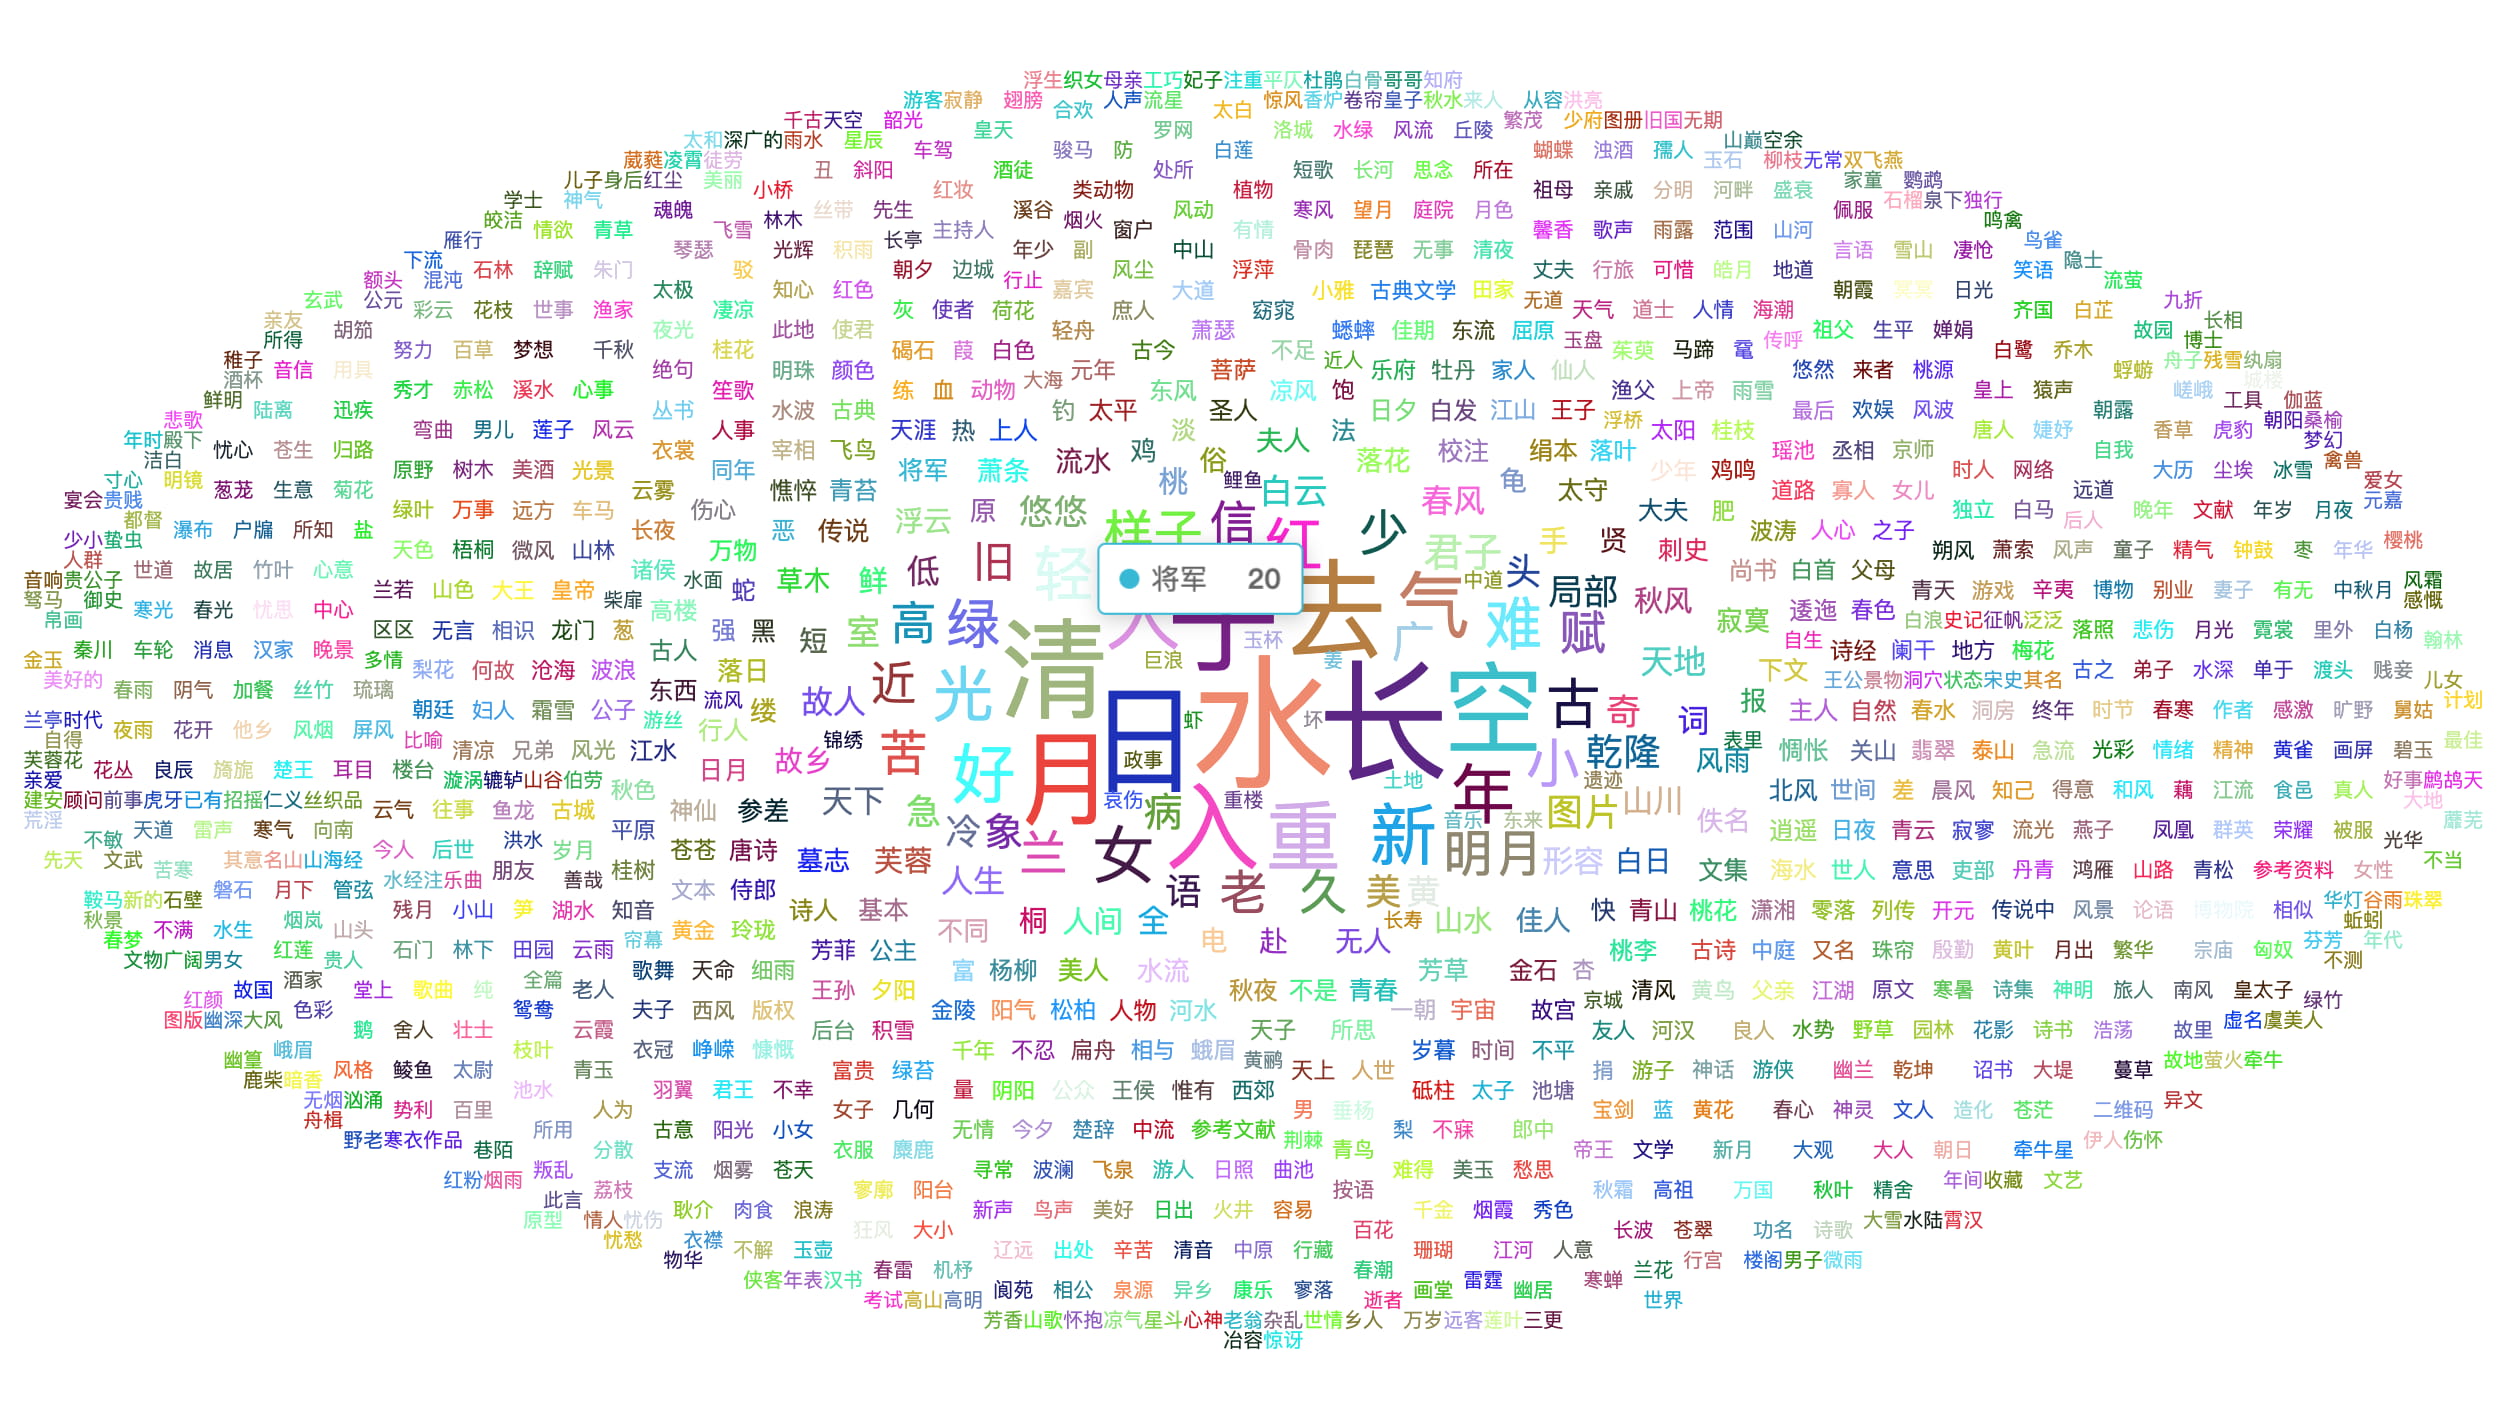 浮生 织女 母亲 工巧 妃子 注重 平仄 杜鹃 白骨 哥哥 知府
游客 寂静 翅膀 合欢 人声 流星 太白 惊风 香炉 卷帘 皇子 秋水 来人 从容 洪亮
千古 天空 韶光 皇天 罗网 洛城 水绿 风流 丘陵 繁茂 少府 图册 旧国 无期
太和 深广的 雨水 星辰 车驾 骏马 防 白莲 蝴蝶 浊酒 孺人 山巅 空余
葳蕤 凌霄 徒劳 丑 斜阳 酒徒 处所 短歌 长河 思念 所在 玉石 柳枝 无常 双飞燕
儿子 身后 红尘 美丽 小桥 红妆 类动物 植物 祖母 亲戚 分明 河畔 盛衰 家童 鹦鹉
学士 神气 魂魄 林木 丝带 先生 溪谷 烟火 风动 寒风 望月 庭院 月色 佩服 石榴 泉下 独行
皎洁 情欲 青草 飞雪 长亭 主持人 窗户 有情 馨香 歌声 雨露 范围 山河 鸣禽
雁行 琴瑟 光辉 积雨 年少 副 中山 骨肉 琵琶 无事 清夜 言语 雪山 凄怆 鸟雀
下流 混沌 石林 辞赋 朱门 驳 朝夕 边城 行止 风尘 浮萍 丈夫 行旅 可惜 皓月 地道 笑语 隐士
额头 公元 太极 知心 红色 嘉宾 大道 小雅 古典文学 田家 无道 朝霞 冥冥 日光 流萤
玄武 彩云 花枝 世事 渔家 夜光 凄凉 此地 使君 灰 使者 荷花 庶人 窈窕 天气 道士 人情 海潮 齐国 白芷 九折
亲友 胡笳 轻舟 萧瑟 蟋蟀 佳期 东流 屈原 玉盘 传呼 祖父 生平 婵娟 故园 长相
所得 努力 百草 梦想 千秋 绝句 桂花 明珠 颜色 碣石 葭 白色 古今 不足 近人 茱萸 马蹄 鼋 白鹭 乔木 博士
稚子 酒杯 音信 用具 笙歌 练 血 动物 大海 元年 菩萨 乐府 牡丹 家人 仙人 悠然 来者 桃源 蜉蝣 舟子 残雪 纨扇
鲜明 陆离 迅疾 秀才 赤松 溪水 心事 丛书 水波 古典 钓 太平 东风 圣人 凉风 饱 日夕 白发 江山 王子 渔父 上帝 雨雪 皇上 猿声 嵯峨 城楼 工具 伽蓝
悲歌 弯曲 男儿 莲子 风云 衣裳 人事 宰相 飞鸟 天涯 热 上人 鸡 淡 夫人 法 浮桥 太阳 桂枝 最后 欢娱 风波 朝露 朝阳 桑榆
年时 殿下 洁白 忧心 苍生 归路 将军 萧条 流水 俗 落花 校注 绢本 落叶 瑶池 丞相 京师 唐人 婕妤 自我 香草 虎豹 梦幻
寸心 明镜 原野 树木 美酒 光景 云雾 同年 憔悴 青苔 桃 鲤鱼 白云 春风 龟 太守 少年 鸡鸣 时人 网络 大历 尘埃 冰雪 禽兽
宴会 贵贱 葱茏 生意 菊花 绿叶 万事 远方 车马 伤心 浮云 原 悠悠 样子 信 红 少 大夫 肥 道路 寡人 女儿 远道 爱女
都督 瀑布 户牖 所知 盐 长夜 恶 传说 君子 手 贤 刺史 波涛 人心 之子 独立 白马 后人 晚年 文献 年岁 月夜 元嘉
少小 蛰虫 天色 梧桐 微风 山林 万物 低 旧 轻 将军 20 中道 头 朔风 萧索 风声 童子 精气 钟鼓 枣 年华 樱桃
人群 世道 故居 竹叶 心意 诸侯 水面 蛇 草木 鲜 去 气 局部 秋风 尚书 白首 父母
音响 贵公子 兰若 山色 大王 皇帝 柴扉 青天 游戏 辛夷 博物 别业 妻子 有无 中秋月 风霜
驽马 御史 寒光 春光 忧思 中心 高楼 强 黑 短 室 高 绿 难 赋 寂寞 逶迤 春色 白浪 史记 征帆 泛泛 感慨
帛画 区区 无言 相识 龙门 葱 古人 清 玉杯 广 自生 诗经 阑干 地方 梅花 落照 悲伤 月光 霓裳 里外 白杨 翰林
秦川 车轮 消息 汉家 晚景 多情 落日 近 巨浪 姜 天地 下文 古之 弟子 水深 单于 渡头 贱妾
金玉 美好的 春雨 阴气 加餐 丝竹 琉璃 梨花 何故 沧海 波浪 东西 流风 缕 故人 光 日 水 长 空 古 奇 词 报 王公 景物 洞穴 状态 宋史 其名 儿女
兰亭 时代 朝廷 妇人 霜雪 公子 游丝 行人 虾 坏 主人 自然 春水 洞房 终年 时节 春寒 作者 感激 旷野 舅姑 计划
自得 夜雨 花开 他乡 风烟 屏风 比喻 清凉 兄弟 风光 江水 锦绣 苦 政事 小 乾隆 风雨 表里 惆怅 关山 翡翠 泰山 急流 光彩 情绪 精神 黄雀 画屏 碧玉 最佳
芙蓉花 花丛 良辰 旖旎 楚王 耳目 楼台 日月 故乡 好 月 土地 年 遗迹
亲爱 漩涡 辘轳 山谷 伯劳 秋色 哀伤 重楼 北风 世间 差 晨风 知己 得意 和风 藕 江流 食邑 真人 好事 鹧鸪天
建安 顾问 前事 虎牙 已有 招摇 仁义 丝织品 云气 往事 鱼龙 古城 神仙 参差 天下 急 病 图片 山川 大地
荒淫 不敏 天道 雷声 寒气 向南 洪水 平原 冷 象 入 重 新 音乐 东来 佚名 逍遥 日夜 青云 寂寥 流光 燕子 凤凰 群英 荣耀 被服 光华 蘼芜
先天 文武 苦寒 其意 名山 山海经 今人 后世 岁月 苍苍 唐诗 墓志 芙蓉 兰 女 明月 形容 白日 文集 海水 世人 意思 吏部 丹青 鸿雁 山路 青松 参考资料 女性 不当
鞍马 新的 石壁 磐石 月下 管弦 水经注 乐曲 朋友 善哉 桂树 文本 侍郎 人生 语 老 久 美 黄 华灯 谷雨 珠翠
秋景 不满 水生 烟岚 山头 残月 小山 笋 湖水 知音 诗人 基本 不同 桐 人间 全 长寿 山水 佳人 快 青山 桃花 潇湘 零落 列传 开元 传说中 风景 论语 博物院 相似 蚯蚓
春梦 文物 广阔 男女 红莲 贵人 石门 林下 田园 云雨 帘幕 黄金 玲珑 芳菲 公主 电 赴 无人 桃李 古诗 中庭 又名 珠帘 殷勤 黄叶 月出 繁华 宗庙 匈奴 芬芳 年代
红颜 故国 酒家 堂上 歌曲 纯 全篇 老人 歌舞 天命 细雨 王孙 夕阳 富 杨柳 美人 水流 秋夜 不是 青春 芳草 金石 杏 京城 清风 黄鸟 父亲 江湖 原文 寒暑 诗集 神明 旅人 南风 皇太子 不测
图版 幽深 大风 色彩 鸳鸯 夫子 西风 版权 金陵 阳气 松柏 人物 河水 一朝 宇宙 故宫 绿竹
鹅 舍人 壮士 云霞 后台 积雪 天子 所思 友人 河汉 良人 水势 野草 园林 花影 诗书 浩荡 故里 虚名 虞美人
幽篁 峨眉 枝叶 衣冠 峥嵘 慷慨 千年 不忍 扁舟 相与 蛾眉 黄鹂 岁暮 时间 不平 故地 萤火 牵牛
鹿柴 暗香 风格 鲮鱼 太尉 青玉 富贵 绿苔 天上 人世 捐 游子 神话 游侠 幽兰 乾坤 诏书 大堤 蔓草
无烟 汹涌 池水 羽翼 君王 不幸 量 阴阳 公众 王侯 惟有 西郊 砥柱 太子 池塘 异文
舟楫 势利 百里 人为 女子 几何 男 垂杨 宝剑 蓝 黄花 春心 神灵 文人 造化 苍茫 二维码
野老 寒衣 作品 巷陌 所用 古意 阳光 小女 无情 今夕 楚辞 中流 参考文献 荆棘 梨 不寐 郎中 伊人 伤怀
分散 衣服 麋鹿 青鸟 帝王 文学 新月 大观 大人 朝日 牵牛星
红粉 烟雨 叛乱 支流 烟雾 苍天 寻常 波澜 飞泉 游人 日照 曲池 难得 美玉 愁思 年间 收藏 文艺
此言 荔枝 寥廓 阳台 按语 秋霜 高祖 万国 秋叶 精舍
原型 情人 忧伤 耿介 肉食 浪涛 新声 鸟声 美好 日出 火井 容易 千金 烟霞 秀色 大雪 水陆 霄汉
忧愁 衣襟 狂风 大小 百花 长波 苍翠 功名 诗歌
物华 不解 玉壶 辽远 出处 辛苦 清音 中原 行藏 珊瑚 江河 人意 行宫 楼阁 男子 微雨
侠客 年表 汉书 春雷 机杼 春潮 雷霆 寒蝉 兰花
考试 高山 高明 阆苑 相公 泉源 异乡 康乐 寥落 逝者 画堂 幽居 世界
芳香 山歌 怀抱 凉气 星斗 心神 老翁 杂乱 世情 乡人 万岁 远客 莲叶 三更
冶容 惊讶